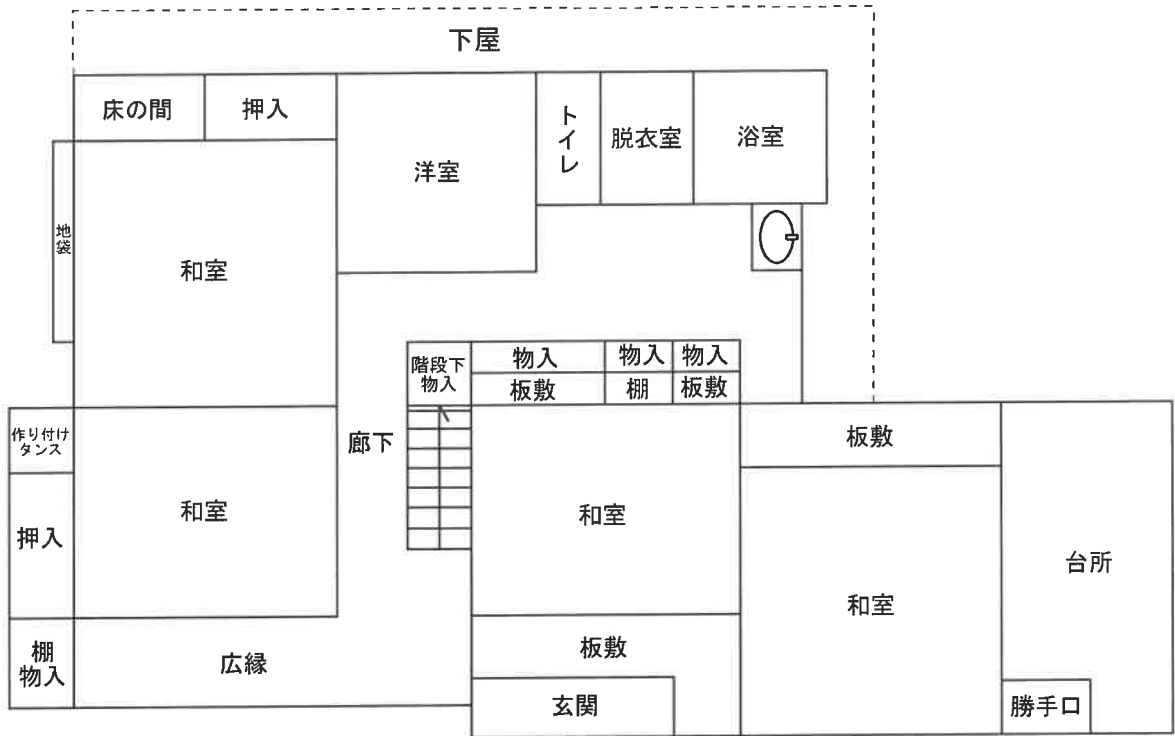 下屋
床の間
押入
洋室
トイレ
脱衣室
浴室
地袋
和室
階段下
物入
物入
物入
物入
板敷
棚
板敷
作り付け
タンス
和室
廊下
和室
板敷
押入
台所
和室
棚
物入
広縁
板敷
玄関
勝手口